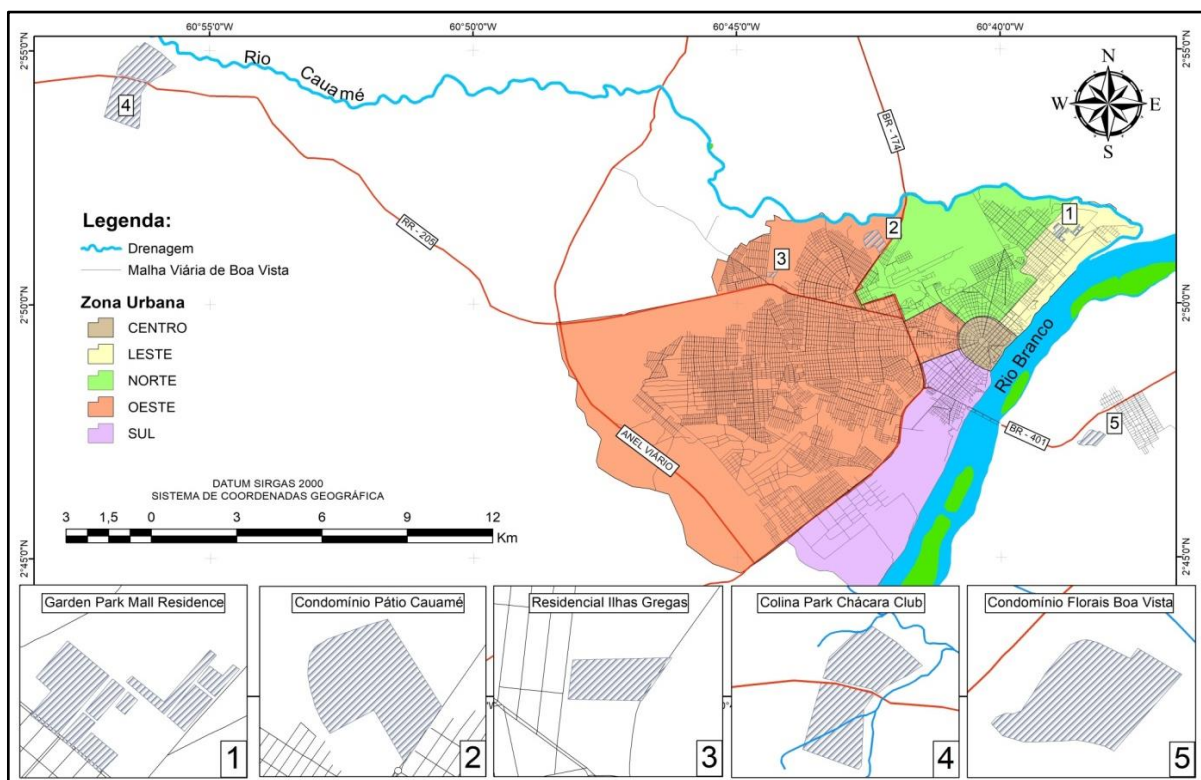 60°55'0"W
60°50'0"W
60°45'0"W
60°40'0"W
2°55'0"N
2°55'0"N
Rio Cauamé
N
W
E
S
4
BR - 174
Legenda:
Drenagem
Malha Viária de Boa Vista
RR - 205
1
2
3
Zona Urbana
CENTRO
LESTE
NORTE
OESTE
SUL
2°50'0"N
2°50'0"N
Rio Branco
5
BR - 401
ANEL VIÁRIO
DATUM SIRGAS 2000
SISTEMA DE COORDENADAS GEOGRÁFICA
3 1,5 0 3 6 9 12
Km
2°45'0"N
2°45'0"N
Garden Park Mall Residence
1
Condomínio Pátio Cauamé
2
Residencial Ilhas Gregas
3
Colina Park Chácara Club
4
Condomínio Florais Boa Vista
5